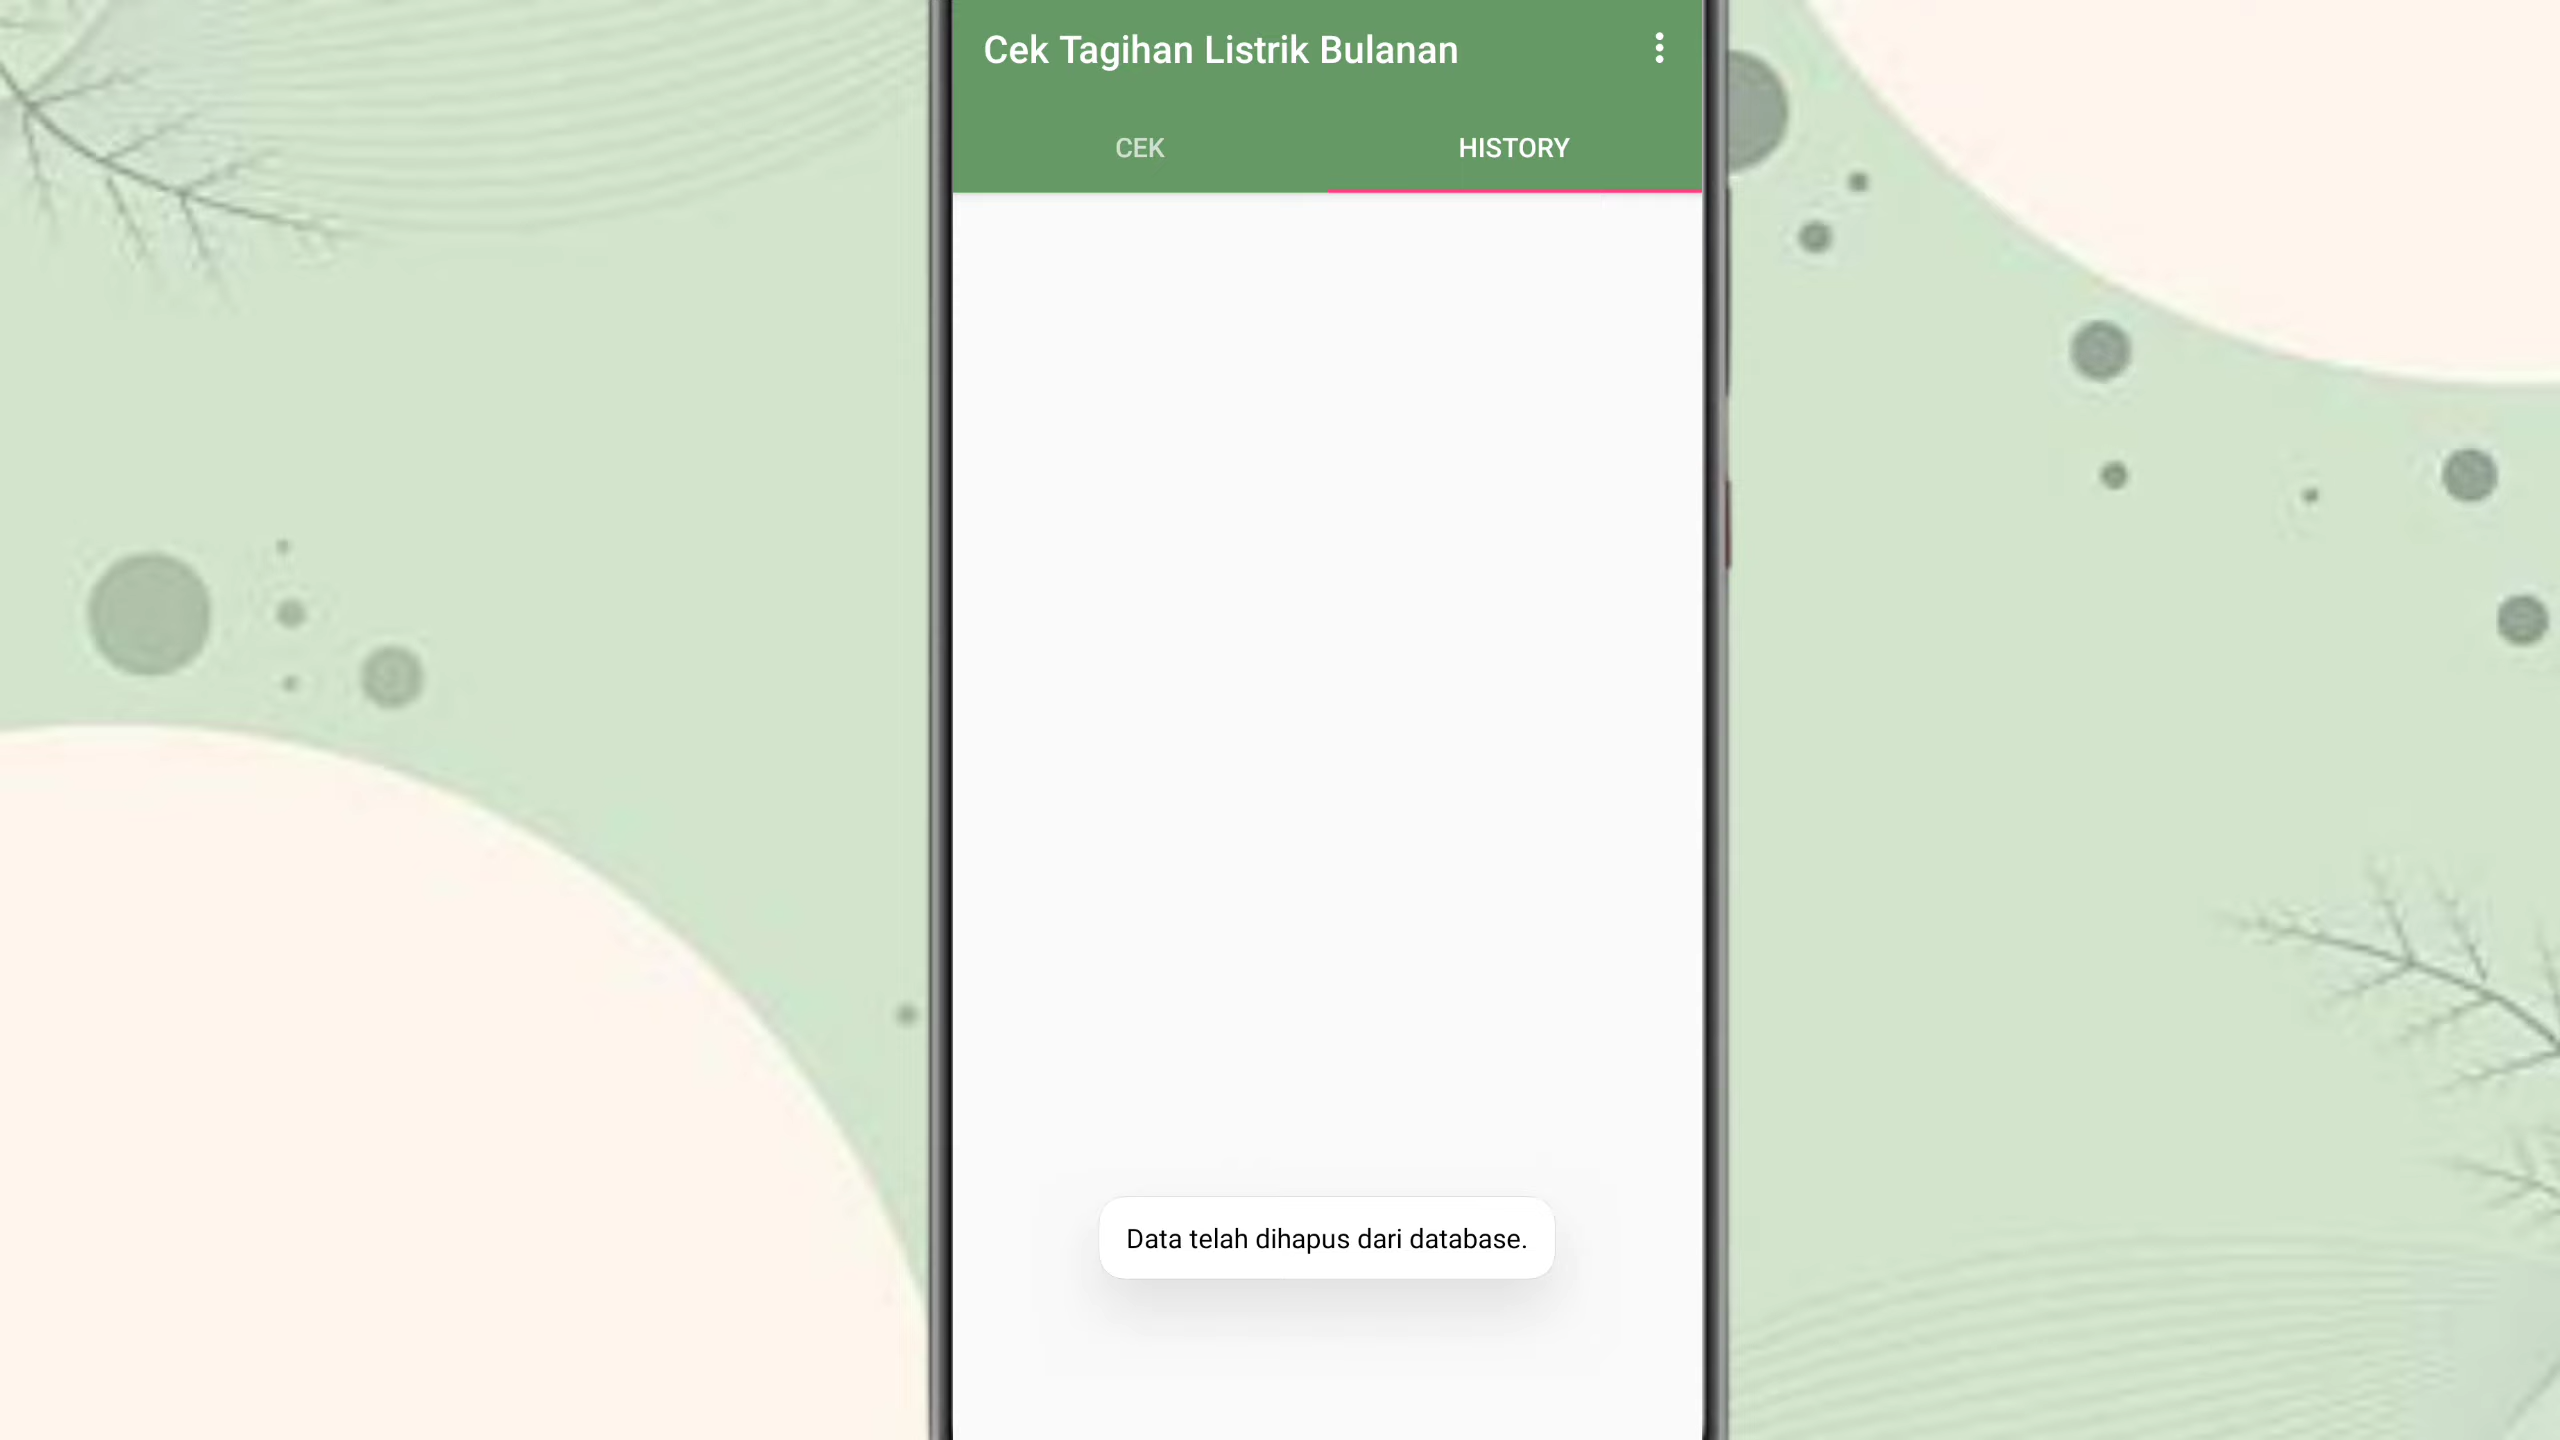 Cek Tagihan Listrik Bulanan
CEK
HISTORY
Data telah dihapus dari database.